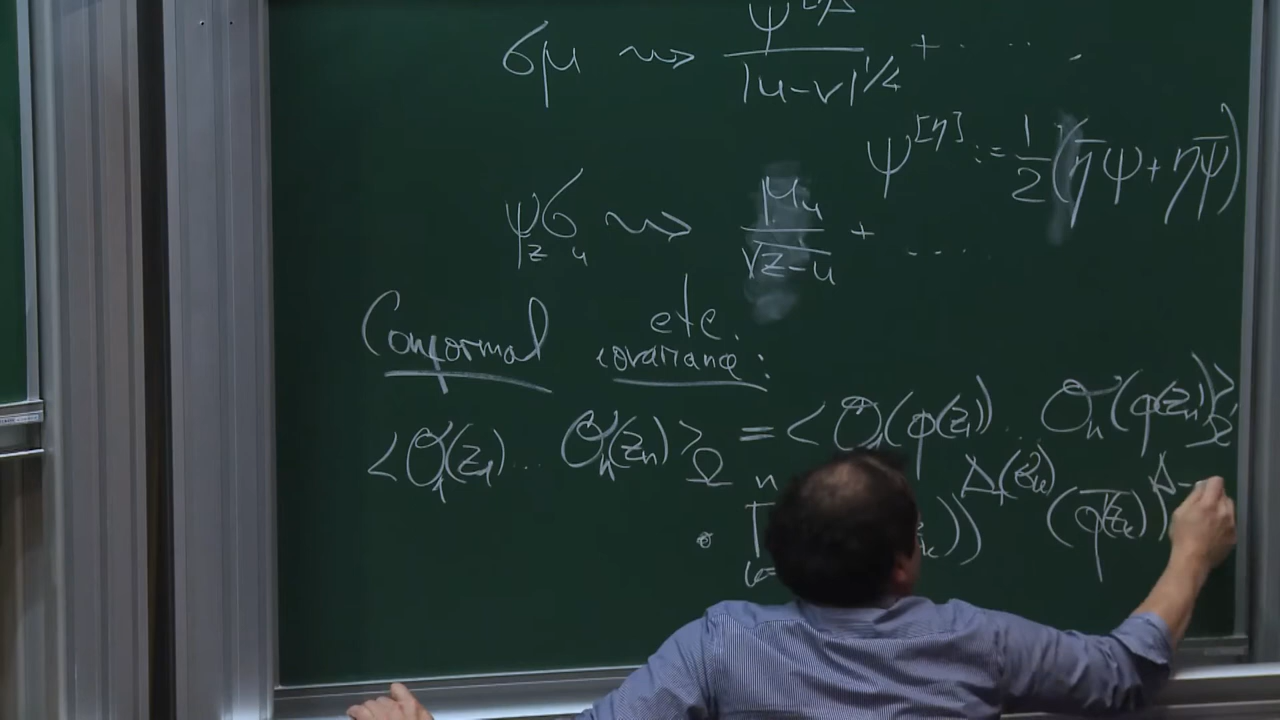 σμ ⇝ ψ / |u-v|^{1/4} + ....
ψ^{[η]} := 1/2 (η̄ψ + ηψ̄)
ψ_z σ_u ⇝ μ_u / √(z-u) + ....
etc.
Conformal covariance:
<O_1(z_1)... O_n(z_n)>_Ω = <O_1(φ(z_1)) .. O_n(φ(z_n))>_Ω'
n
)) (φ'(z_k))